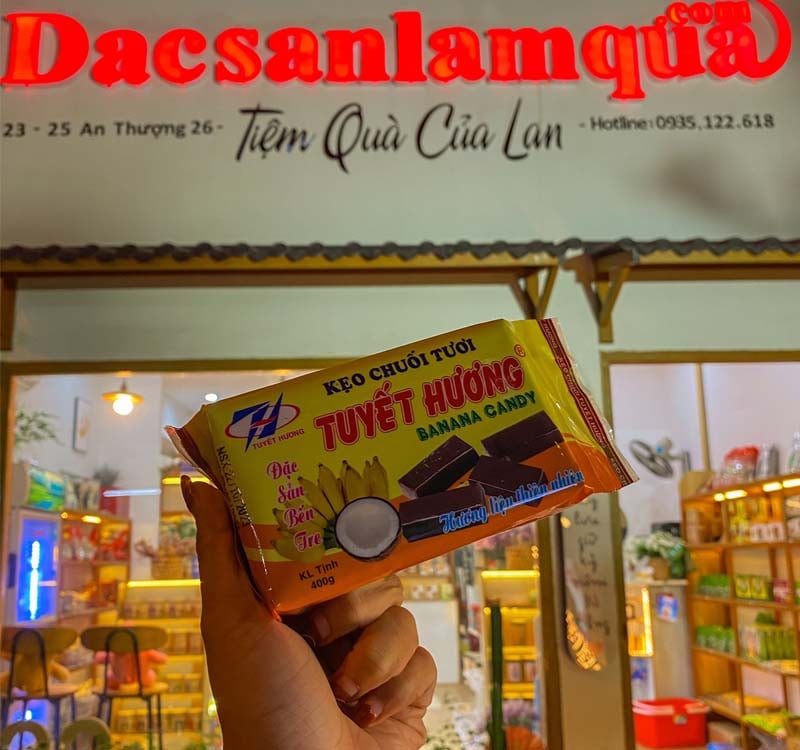 Dacsanlamqua.com
23 - 25 An Thượng 26 - Tiệm Quà Của Lan - Hotline: 0935.122.618
KẸO CHUỐI TƯƠI
TUYẾT HƯƠNG®
BANANA CANDY
TH
TUYẾT HƯƠNG
Đặc
Sản
Bến
Tre
Hương liệu thiên nhiên
KL Tịnh
400g